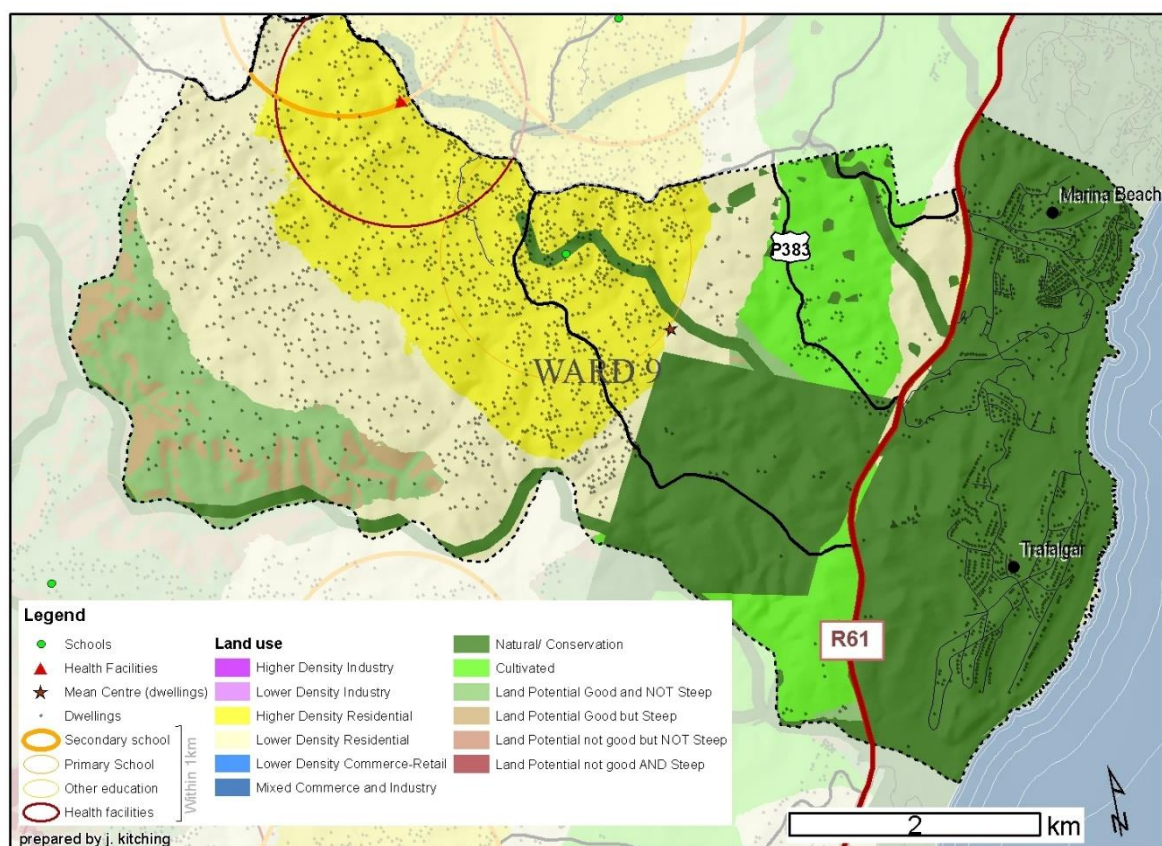 Marina Beach
P383
WARD 9
Trafalgar
R61
Legend
Schools
Health Facilities
Mean Centre (dwellings)
Dwellings
Secondary school
Primary School
Other education
Health facilities
Within 1km
Land use
Higher Density Industry
Lower Density Industry
Higher Density Residential
Lower Density Residential
Lower Density Commerce-Retail
Mixed Commerce and Industry
Natural/ Conservation
Cultivated
Land Potential Good and NOT Steep
Land Potential Good but Steep
Land Potential not good but NOT Steep
Land Potential not good AND Steep
prepared by j. kitching
2 km
N